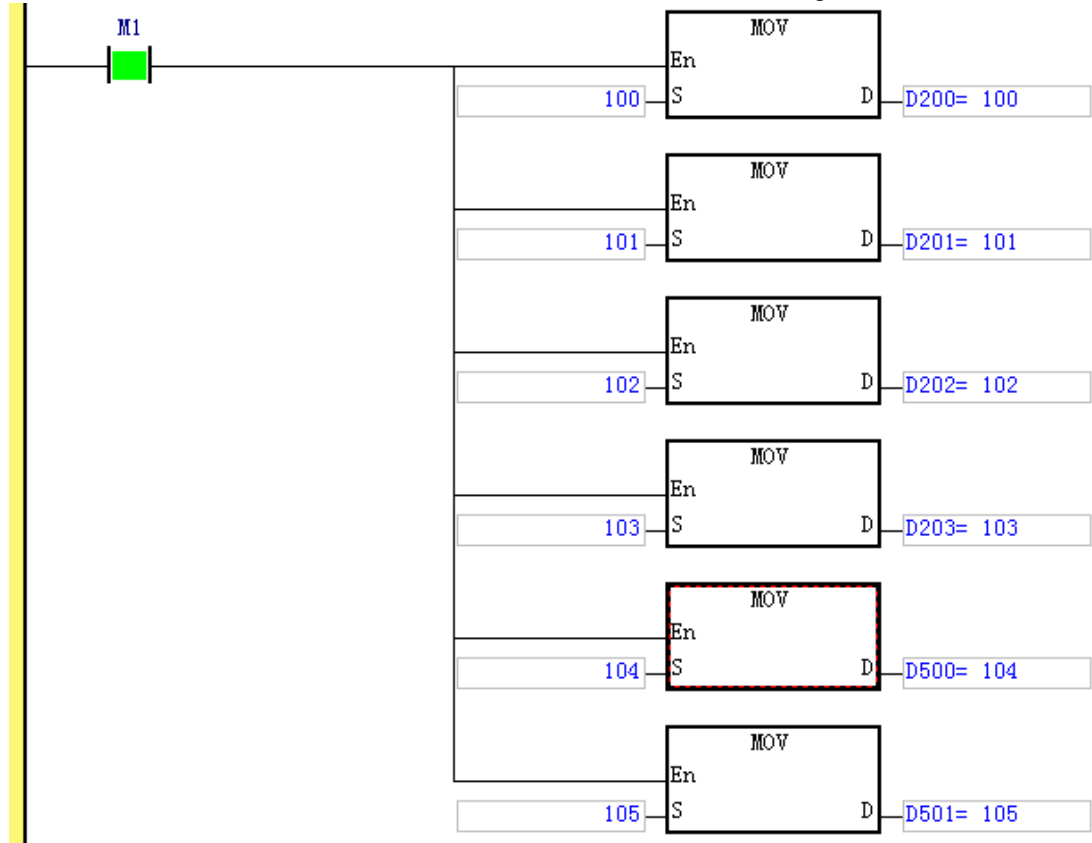 M1
MOV
En
100 S D D200= 100
MOV
En
101 S D D201= 101
MOV
En
102 S D D202= 102
MOV
En
103 S D D203= 103
MOV
En
104 S D D500= 104
MOV
En
105 S D D501= 105